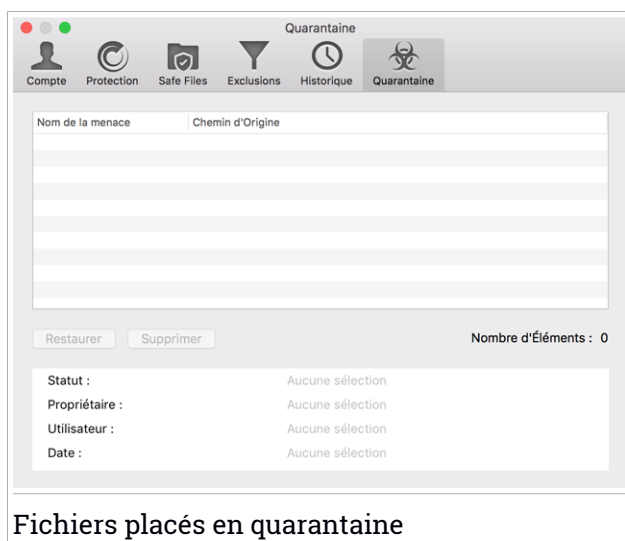 Quarantaine
Compte Protection Safe Files Exclusions Historique Quarantaine
Nom de la menace Chemin d'Origine
Restaurer Supprimer Nombre d'Éléments : 0
Statut : Aucune sélection
Propriétaire : Aucune sélection
Utilisateur : Aucune sélection
Date : Aucune sélection
Fichiers placés en quarantaine